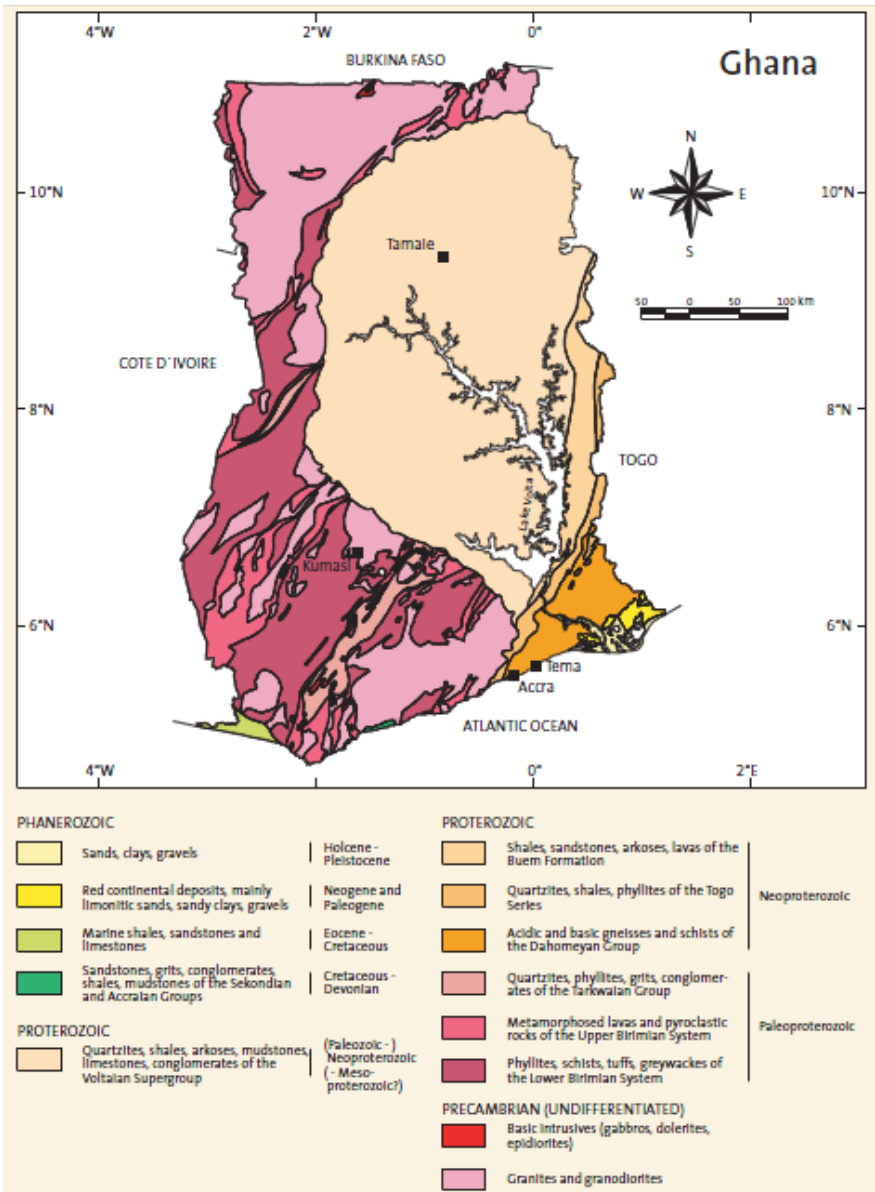 4°W
2°W
0°
BURKINA FASO
Ghana
N
10°N
W
E
10°N
S
Tamale
50
0
50
100 km
COTE D`IVOIRE
8°N
8°N
TOGO
Lake Volta
Kumasi
6°N
6°N
Tema
Accra
ATLANTIC OCEAN
4°W
2°W
0°
2°E
PHANEROZOIC
Sands, clays, gravels
Holcene -
Pleistocene
Red continental deposits, mainly
limonitic sands, sandy clays, gravels
Neogene and
Paleogene
Marine shales, sandstones and
limestones
Eocene -
Cretaceous
Sandstones, grits, conglomerates,
shales, mudstones of the Sekondian
and Accraian Groups
Cretaceous -
Devonian
PROTEROZOIC
Quartzites, shales, arkoses, mudstones,
limestones, conglomerates of the
Voltaian Supergroup
(Paleozoic - )
Neoproterozoic
( - Meso-
proterozoic?)
PROTEROZOIC
Shales, sandstones, arkoses, lavas of the
Buem Formation
Quartzites, shales, phyllites of the Togo
Series
Acidic and basic gneisses and schists of
the Dahomeyan Group
Neoproterozoic
Quartzites, phyllites, grits, conglomer-
ates of the Tarkwaian Group
Metamorphosed lavas and pyroclastic
rocks of the Upper Birimian System
Phyllites, schists, tuffs, greywackes of
the Lower Birimian System
Paleoproterozoic
PRECAMBRIAN (UNDIFFERENTIATED)
Basic intrusives (gabbros, dolerites,
epidiorites)
Granites and granodiorites